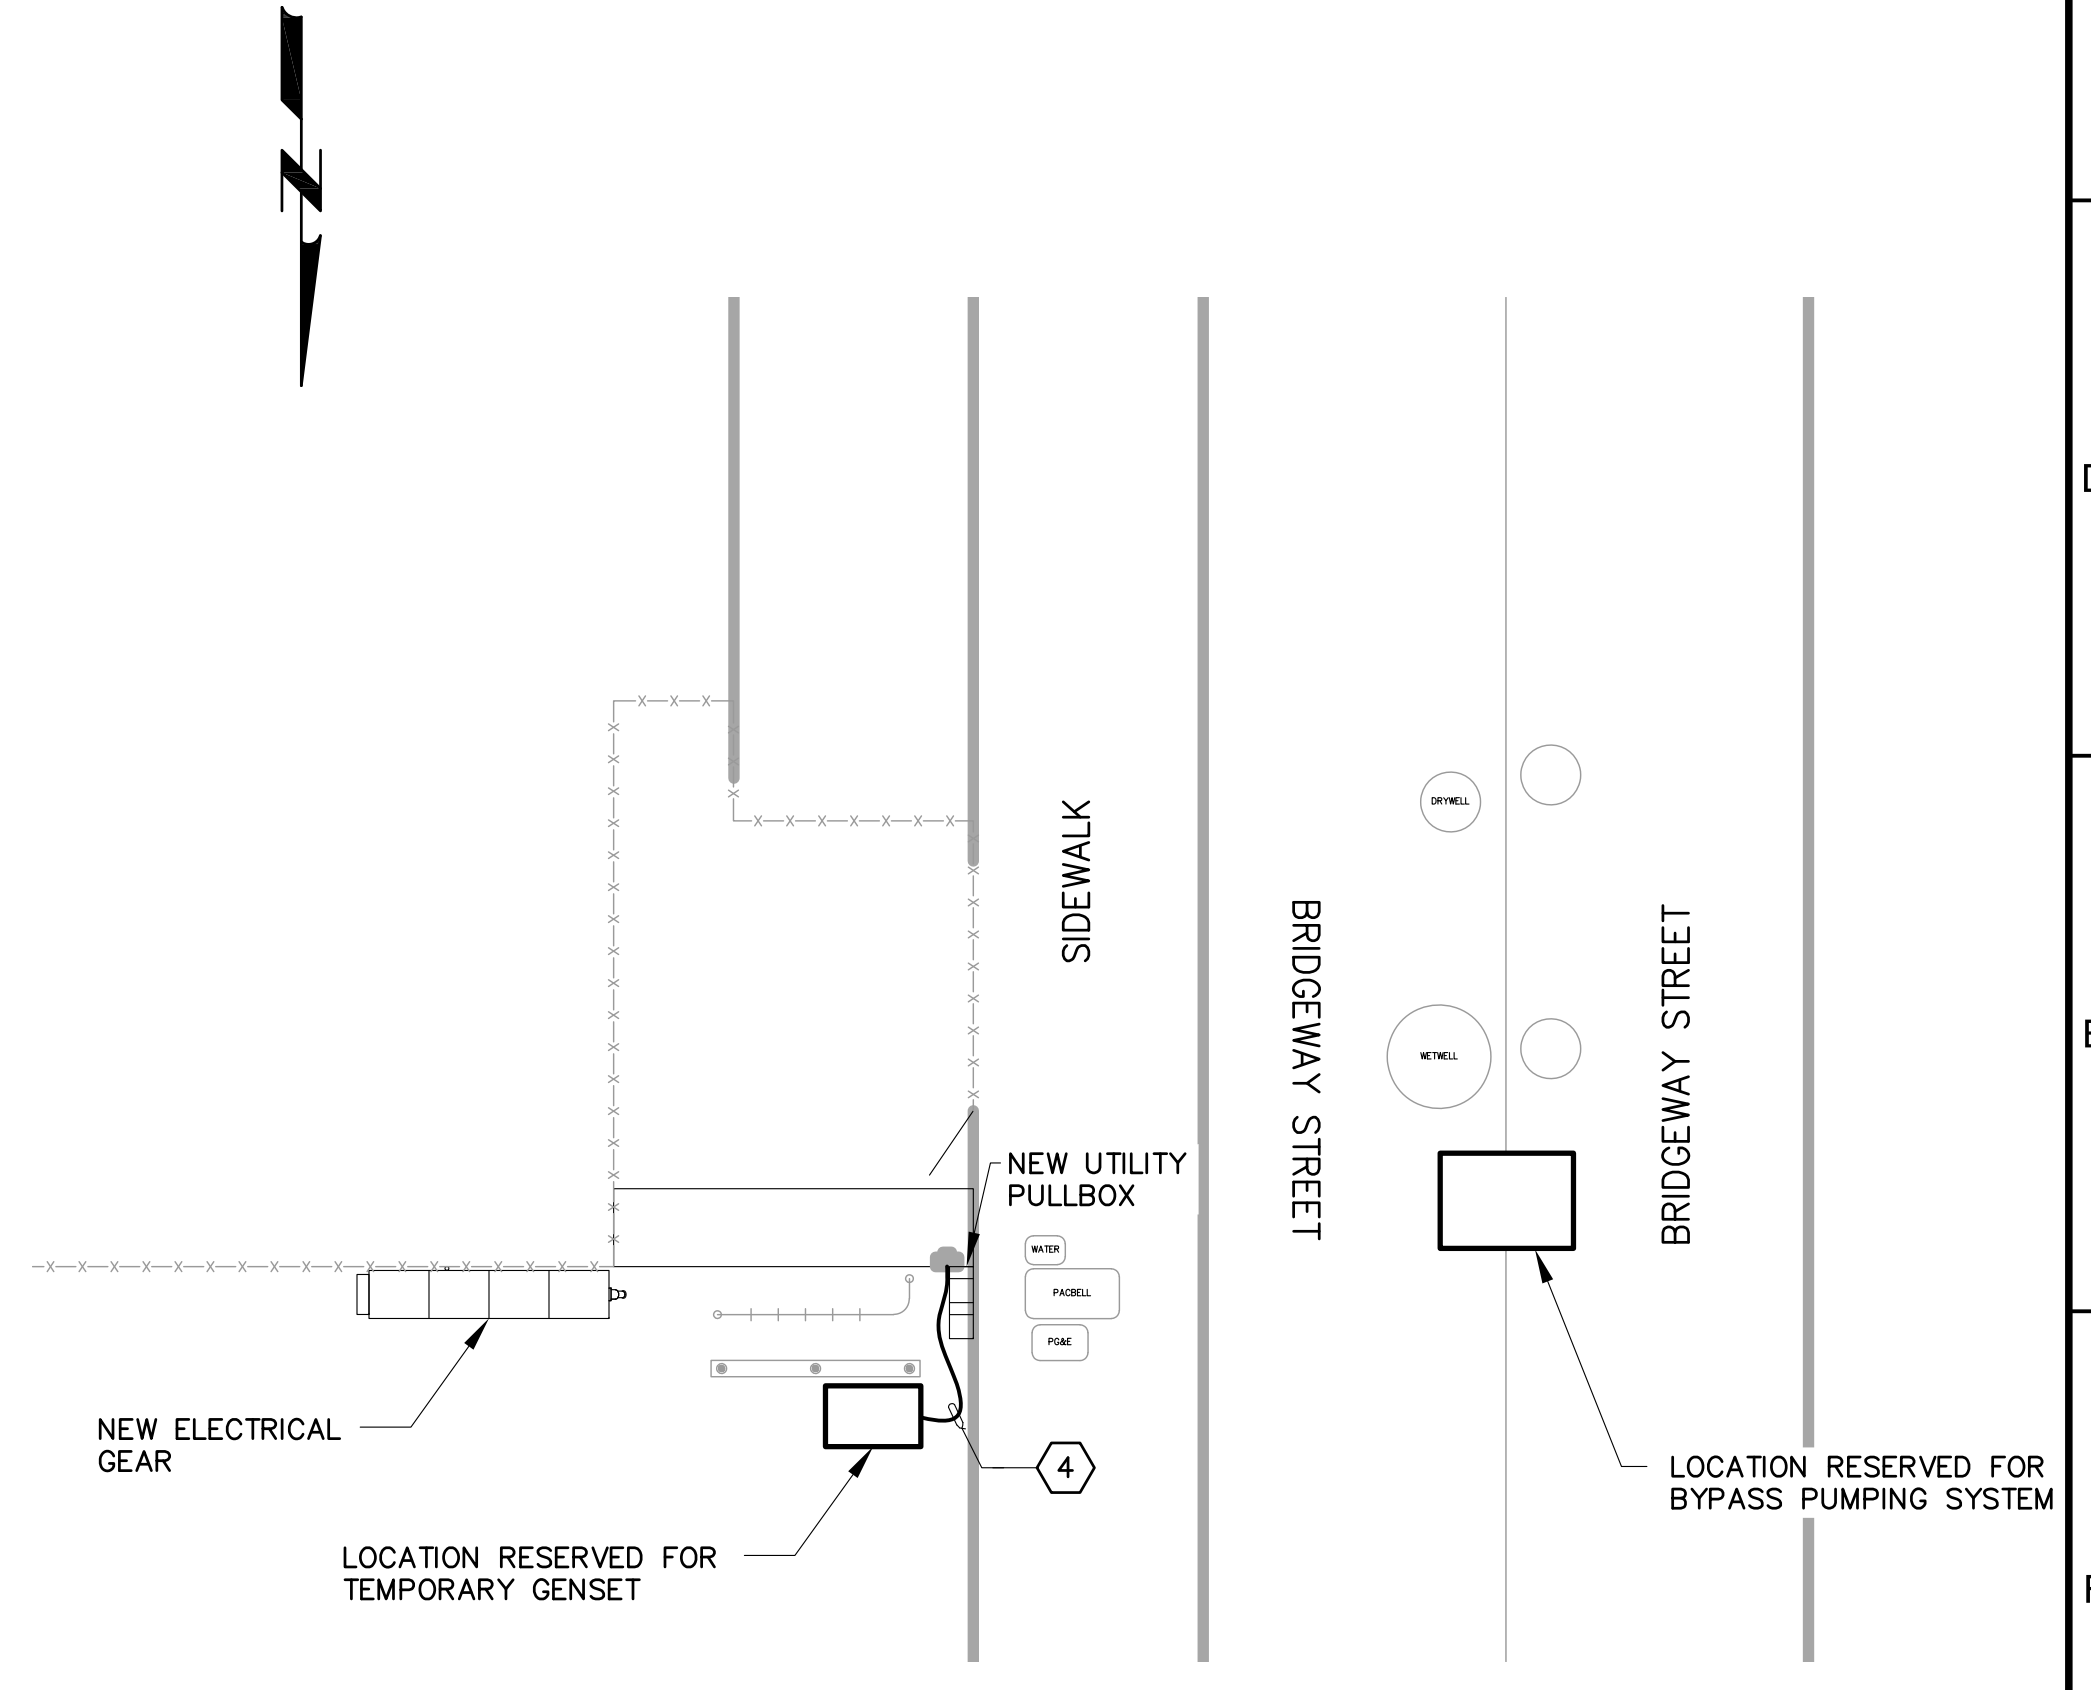 N
D
DRYWELL
SIDEWALK
BRIDGEWAY STREET
BRIDGEWAY STREET
WETWELL
E
NEW UTILITY
PULLBOX
WATER
PACBELL
PG&E
NEW ELECTRICAL
GEAR
4
LOCATION RESERVED FOR
BYPASS PUMPING SYSTEM
LOCATION RESERVED FOR
TEMPORARY GENSET
F